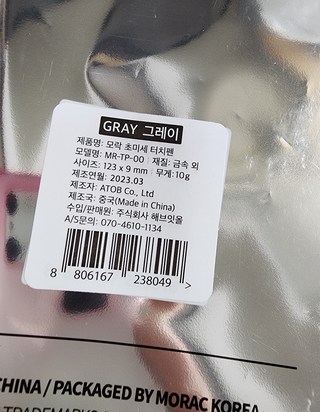 GRAY 그레이
제품명: 모락 초미세 터치펜
모델명: MR-TP-00 재질: 금속 외
사이즈: 123 x 9 mm 무게: 10g
제조연월: 2023.03
제조자: ATOB Co., Ltd
제조국: 중국(Made in China)
수입/판매원: 주식회사 해브잇올
A/S문의: 070-4610-1134
8 806167 238049 >
CHINA / PACKAGED BY MORAC KOREA